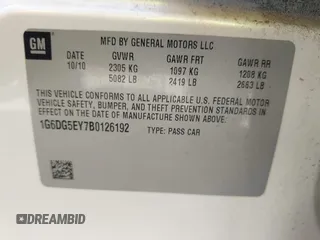 GM
MFD BY GENERAL MOTORS LLC
10/10 GVWR GAWR FRT GAWR RR
2305 KG 1097 KG 1208 KG
5082 LB 2419 LB 2663 LB
THIS VEHICLE CONFORMS TO ALL APPLICABLE U.S. FEDERAL MOTOR
VEHICLE SAFETY, BUMPER, AND THEFT PREVENTION STANDARDS
IN EFFECT ON THE DATE OF MANUFACTURE SHOWN ABOVE.
1G6DG5EY7B0126192 TYPE: PASS CAR
DREAMBID